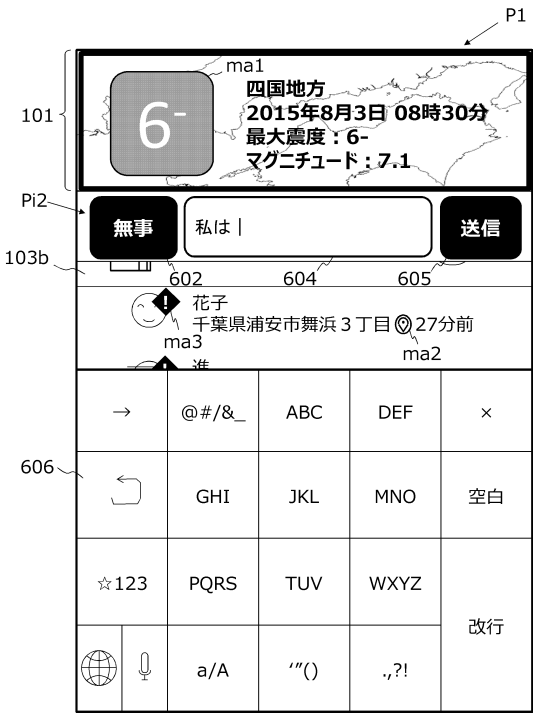 P1
101
ma1
6-
四国地方
2015年8月3日 08時30分
最大震度：6-
マグニチュード：7.1
Pi2
無事
私は
送信
103b
602
604
605
!
花子
千葉県浦安市舞浜３丁目 27分前
ma3
ma2
!
進
→ @#/&_ ABC DEF ×
606
GHI JKL MNO 空白
☆123 PQRS TUV WXYZ
改行
a/A ‘”() .,?!